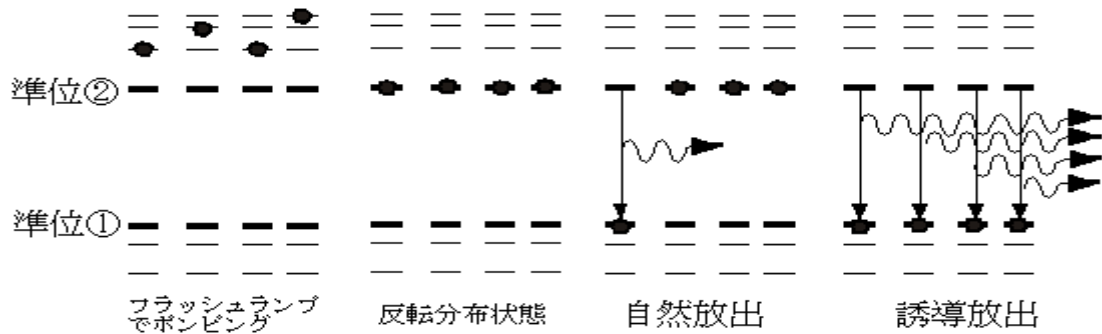 準位②
準位①
フラッシュランプ
でポンピング
反転分布状態
自然放出
誘導放出